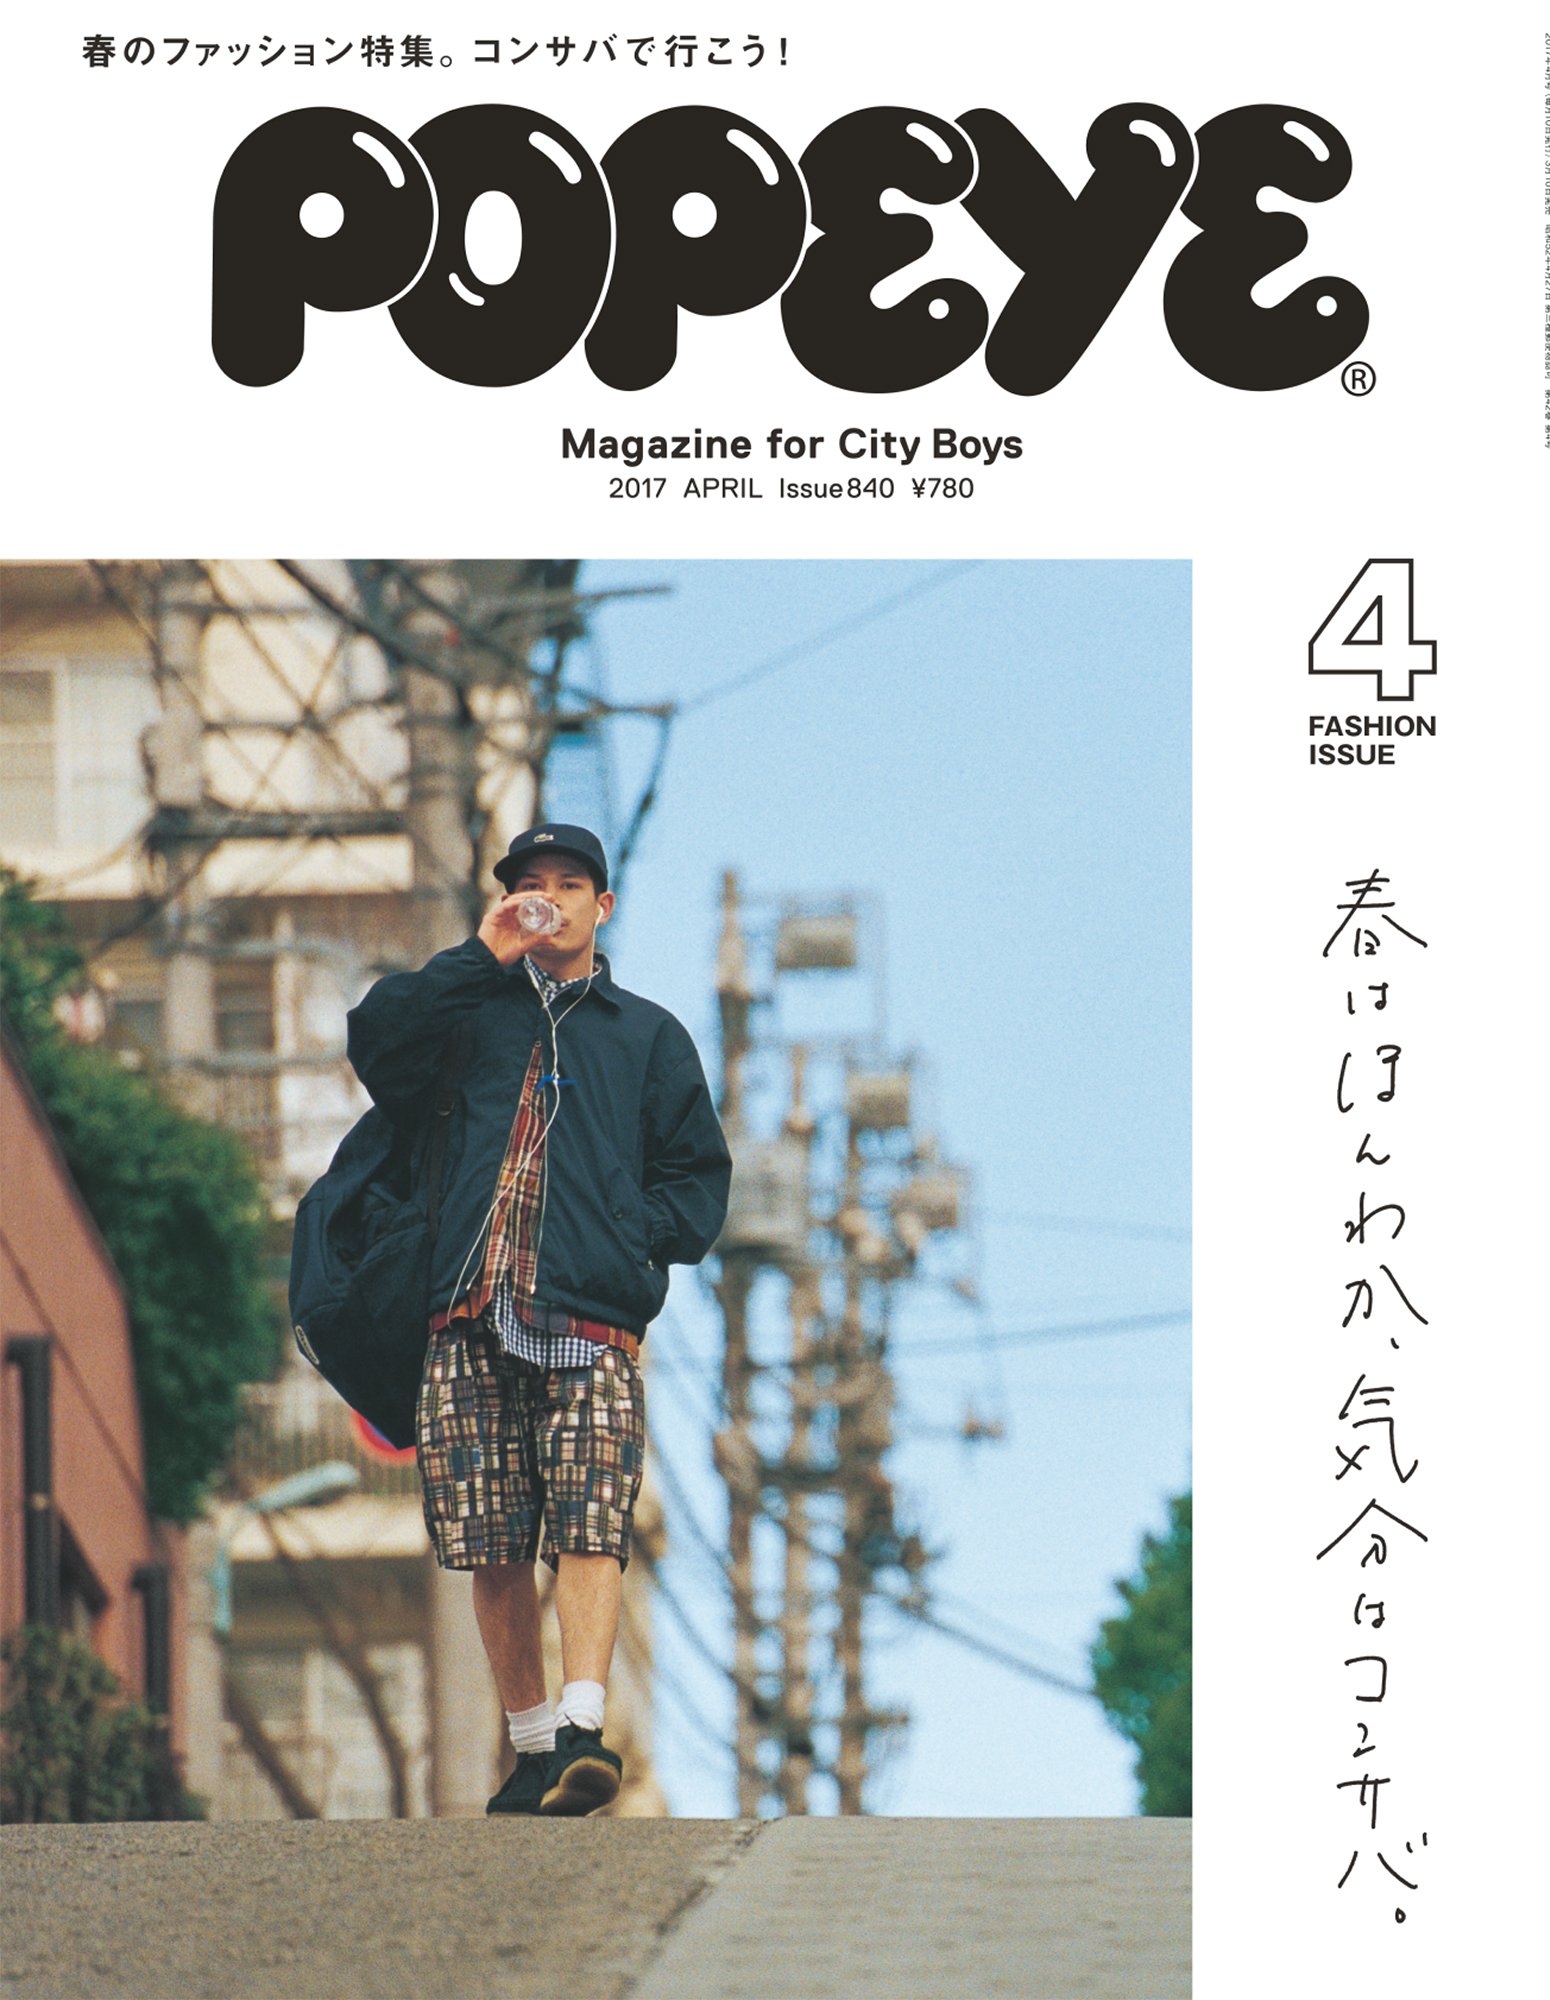 春のファッション特集。コンサバで行こう!
POPEYE®
Magazine for City Boys
2017 APRIL Issue840 ¥780
4
FASHION
ISSUE
春はほんわか、気分はコンサバ。